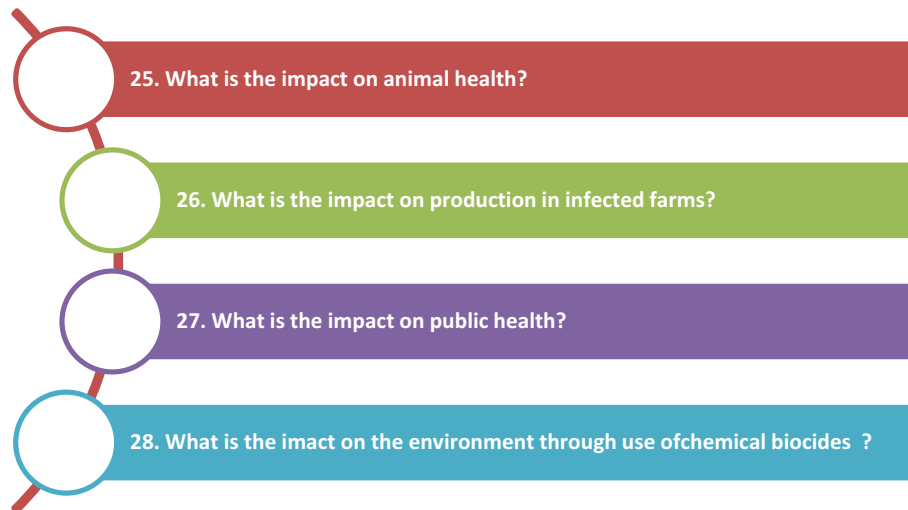 25. What is the impact on animal health?
26. What is the impact on production in infected farms?
27. What is the impact on public health?
28. What is the imact on the environment through use ofchemical biocides  ?